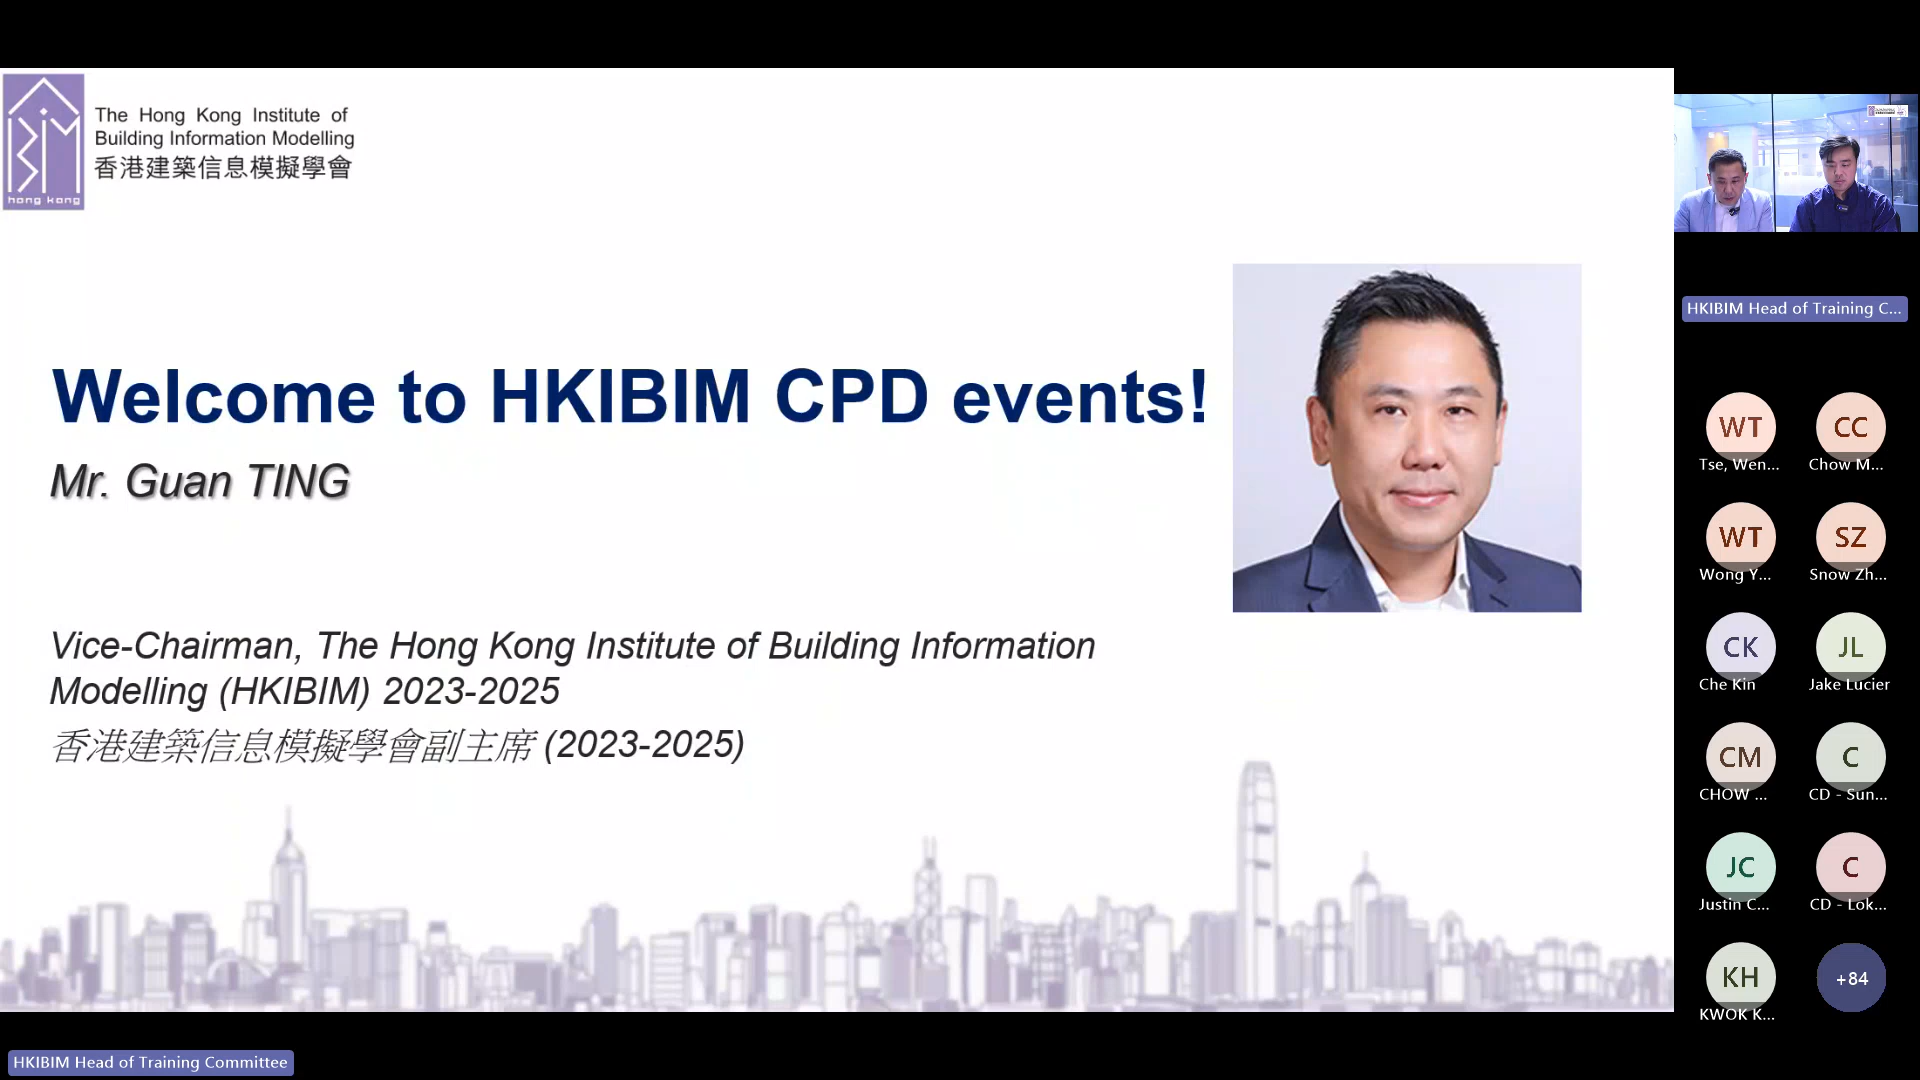 The Hong Kong Institute of
Building Information Modelling
香港建築信息模擬學會
hong kong
Welcome to HKIBIM CPD events!
Mr. Guan TING
Vice-Chairman, The Hong Kong Institute of Building Information
Modelling (HKIBIM) 2023-2025
香港建築信息模擬學會副主席 (2023-2025)
HKIBIM Head of Training C...
WT
Tse, Wen...
CC
Chow M...
WT
Wong Y...
SZ
Snow Zh...
CK
Che Kin
JL
Jake Lucier
CM
CHOW ...
C
CD - Sun...
JC
Justin C...
C
CD - Lok...
KH
KWOK K...
+84
HKIBIM Head of Training Committee